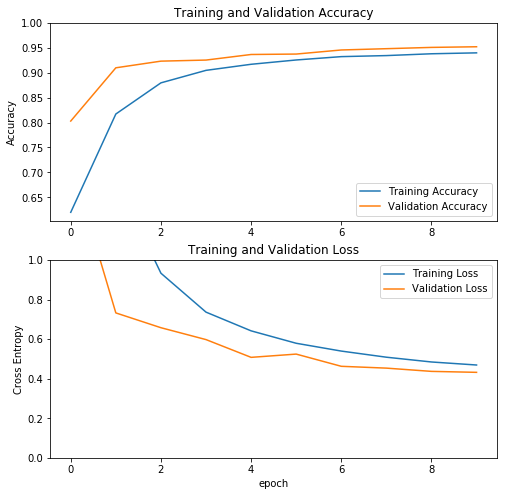 Training and Validation Accuracy
1.00
0.95
0.90
0.85
0.80
0.75
0.70
0.65
Accuracy
Training Accuracy
Validation Accuracy
0 2 4 6 8
Training and Validation Loss
1.0
0.8
0.6
0.4
0.2
0.0
Cross Entropy
Training Loss
Validation Loss
0 2 4 6 8
epoch